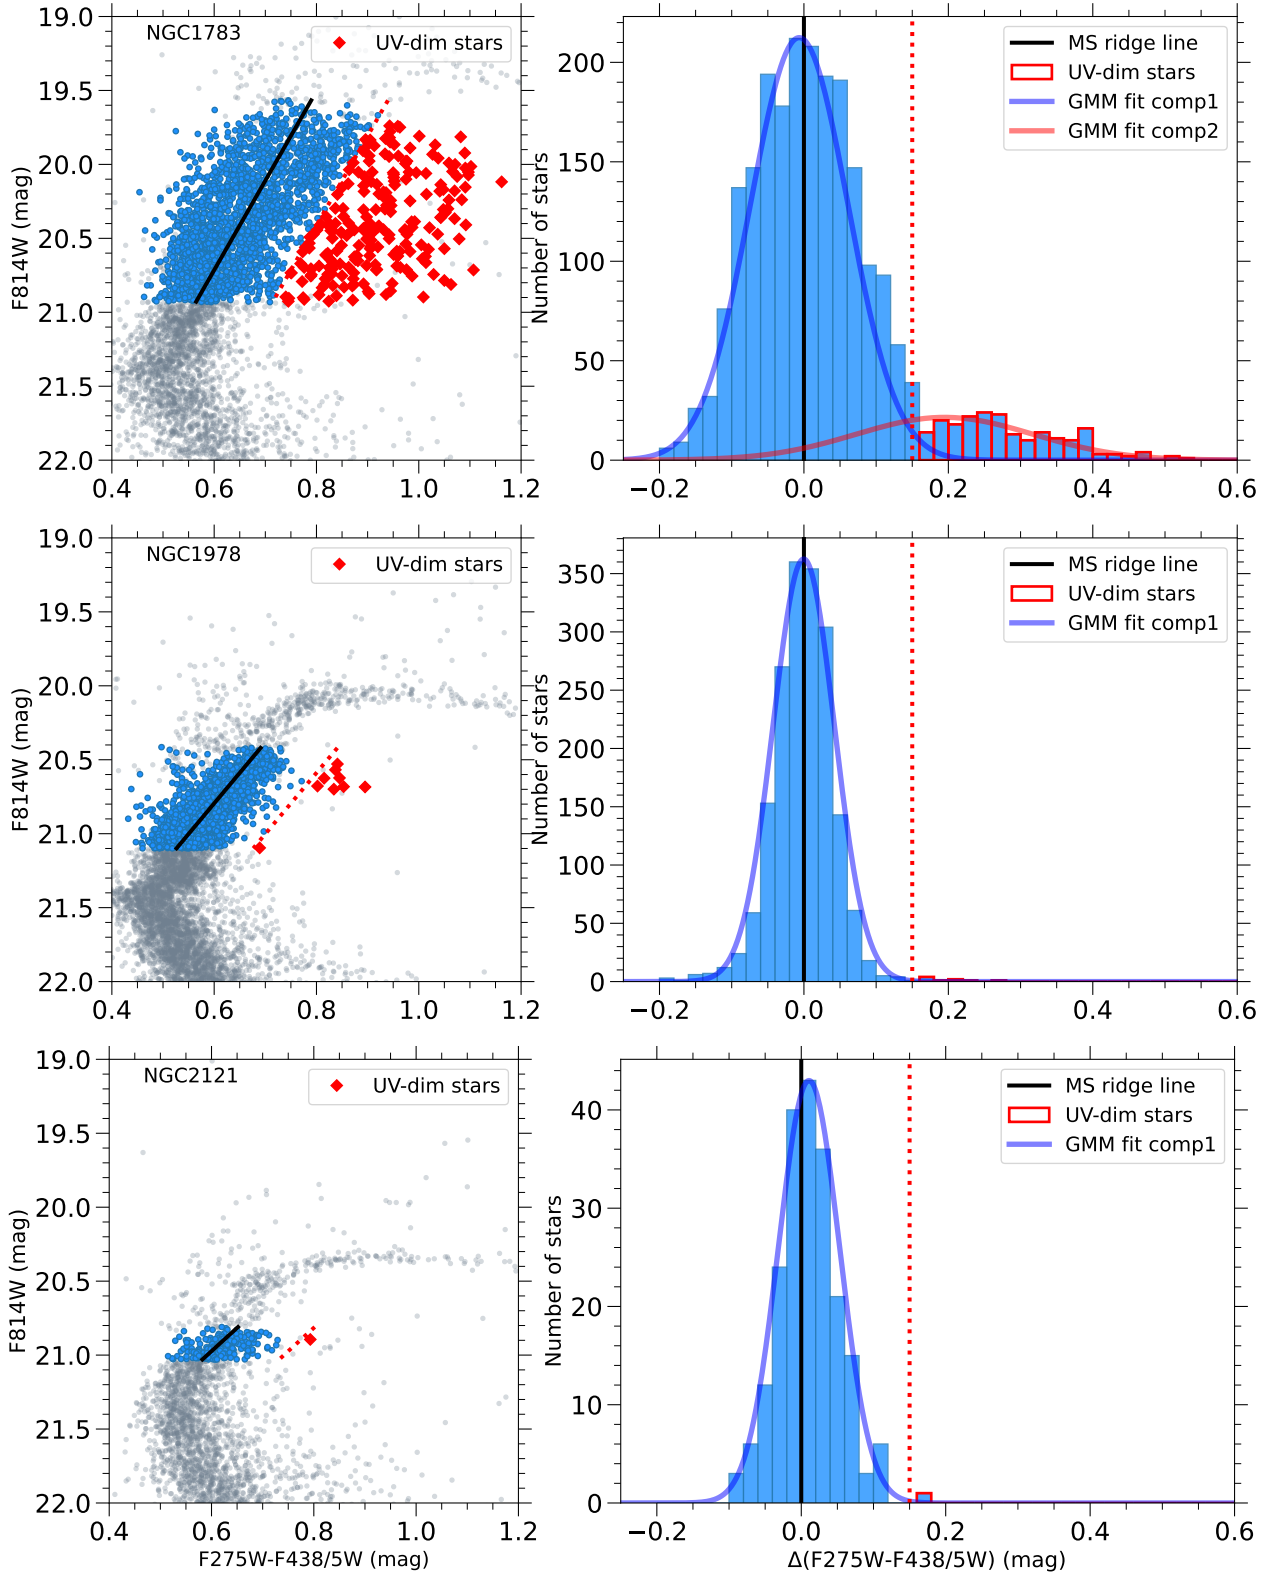 NGC1783
UV-dim stars
19.0
19.5
20.0
20.5
21.0
21.5
22.0
F814W (mag)
0.4 0.6 0.8 1.0 1.2
MS ridge line
UV-dim stars
GMM fit comp1
GMM fit comp2
200
150
100
50
0
Number of stars
−0.2 0.0 0.2 0.4 0.6
NGC1978
UV-dim stars
19.0
19.5
20.0
20.5
21.0
21.5
22.0
F814W (mag)
0.4 0.6 0.8 1.0 1.2
MS ridge line
UV-dim stars
GMM fit comp1
350
300
250
200
150
100
50
0
Number of stars
−0.2 0.0 0.2 0.4 0.6
NGC2121
UV-dim stars
19.0
19.5
20.0
20.5
21.0
21.5
22.0
F814W (mag)
0.4 0.6 0.8 1.0 1.2
F275W-F438/5W (mag)
MS ridge line
UV-dim stars
GMM fit comp1
40
30
20
10
0
Number of stars
−0.2 0.0 0.2 0.4 0.6
Δ(F275W-F438/5W) (mag)